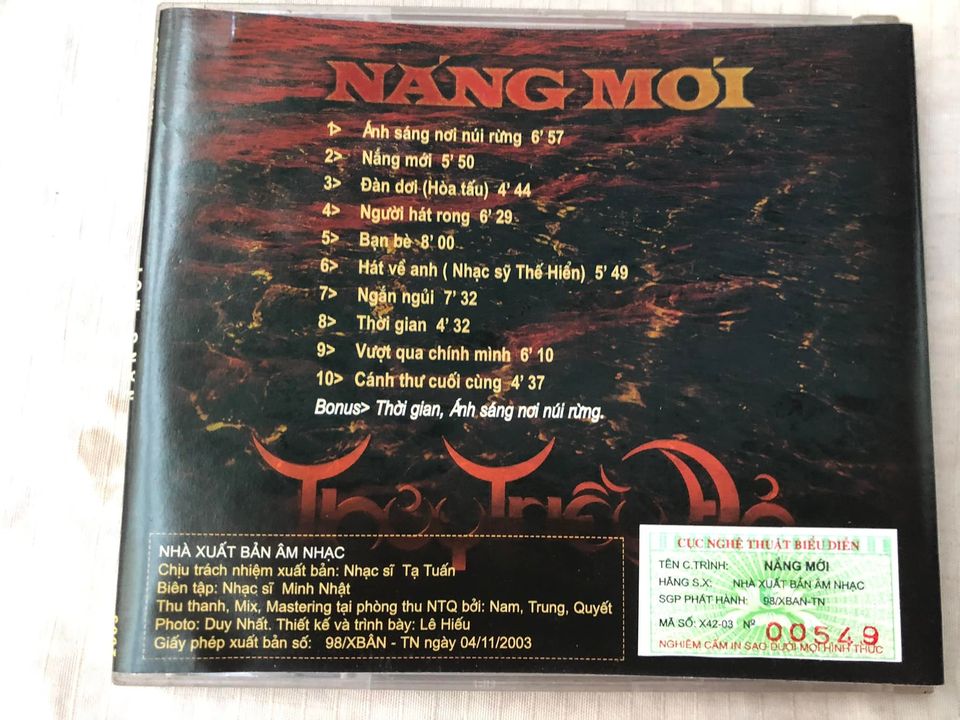 NẮNG MỚI
1> Ánh sáng nơi núi rừng 6' 57
2> Nắng mới 5' 50
3> Đàn dơi (Hòa tấu) 4' 44
4> Người hát rong 6' 29
5> Bạn bè 8' 00
6> Hát về anh ( Nhạc sỹ Thế Hiển) 5' 49
7> Ngắn ngủi 7' 32
8> Thời gian 4' 32
9> Vượt qua chính mình 6' 10
10> Cánh thư cuối cùng 4' 37
Bonus> Thời gian, Ánh sáng nơi núi rừng.
Thủy Triều Đỏ
NHÀ XUẤT BẢN ÂM NHẠC
Chịu trách nhiệm xuất bản: Nhạc sĩ Tạ Tuấn
Biên tập: Nhạc sĩ Minh Nhật
Thu thanh, Mix, Mastering tại phòng thu NTQ bởi: Nam, Trung, Quyết
Photo: Duy Nhất. Thiết kế và trình bày: Lê Hiếu
Giấy phép xuất bản số: 98/XBÂN - TN ngày 04/11/2003
CỤC NGHỆ THUẬT BIỂU DIỄN
TÊN C.TRÌNH: NẮNG MỚI
HÃNG S.X: NHÀ XUẤT BẢN ÂM NHẠC
SGP PHÁT HÀNH: 98/XBAN-TN
MÃ SỐ: X42-03 Nº 00549
NGHIÊM CẤM IN SAO DƯỚI MỌI HÌNH THỨC
NẮNG MỚI